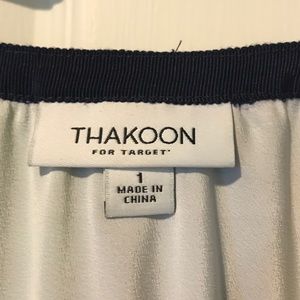 THAKOON
FOR TARGET
1
MADE IN
CHINA